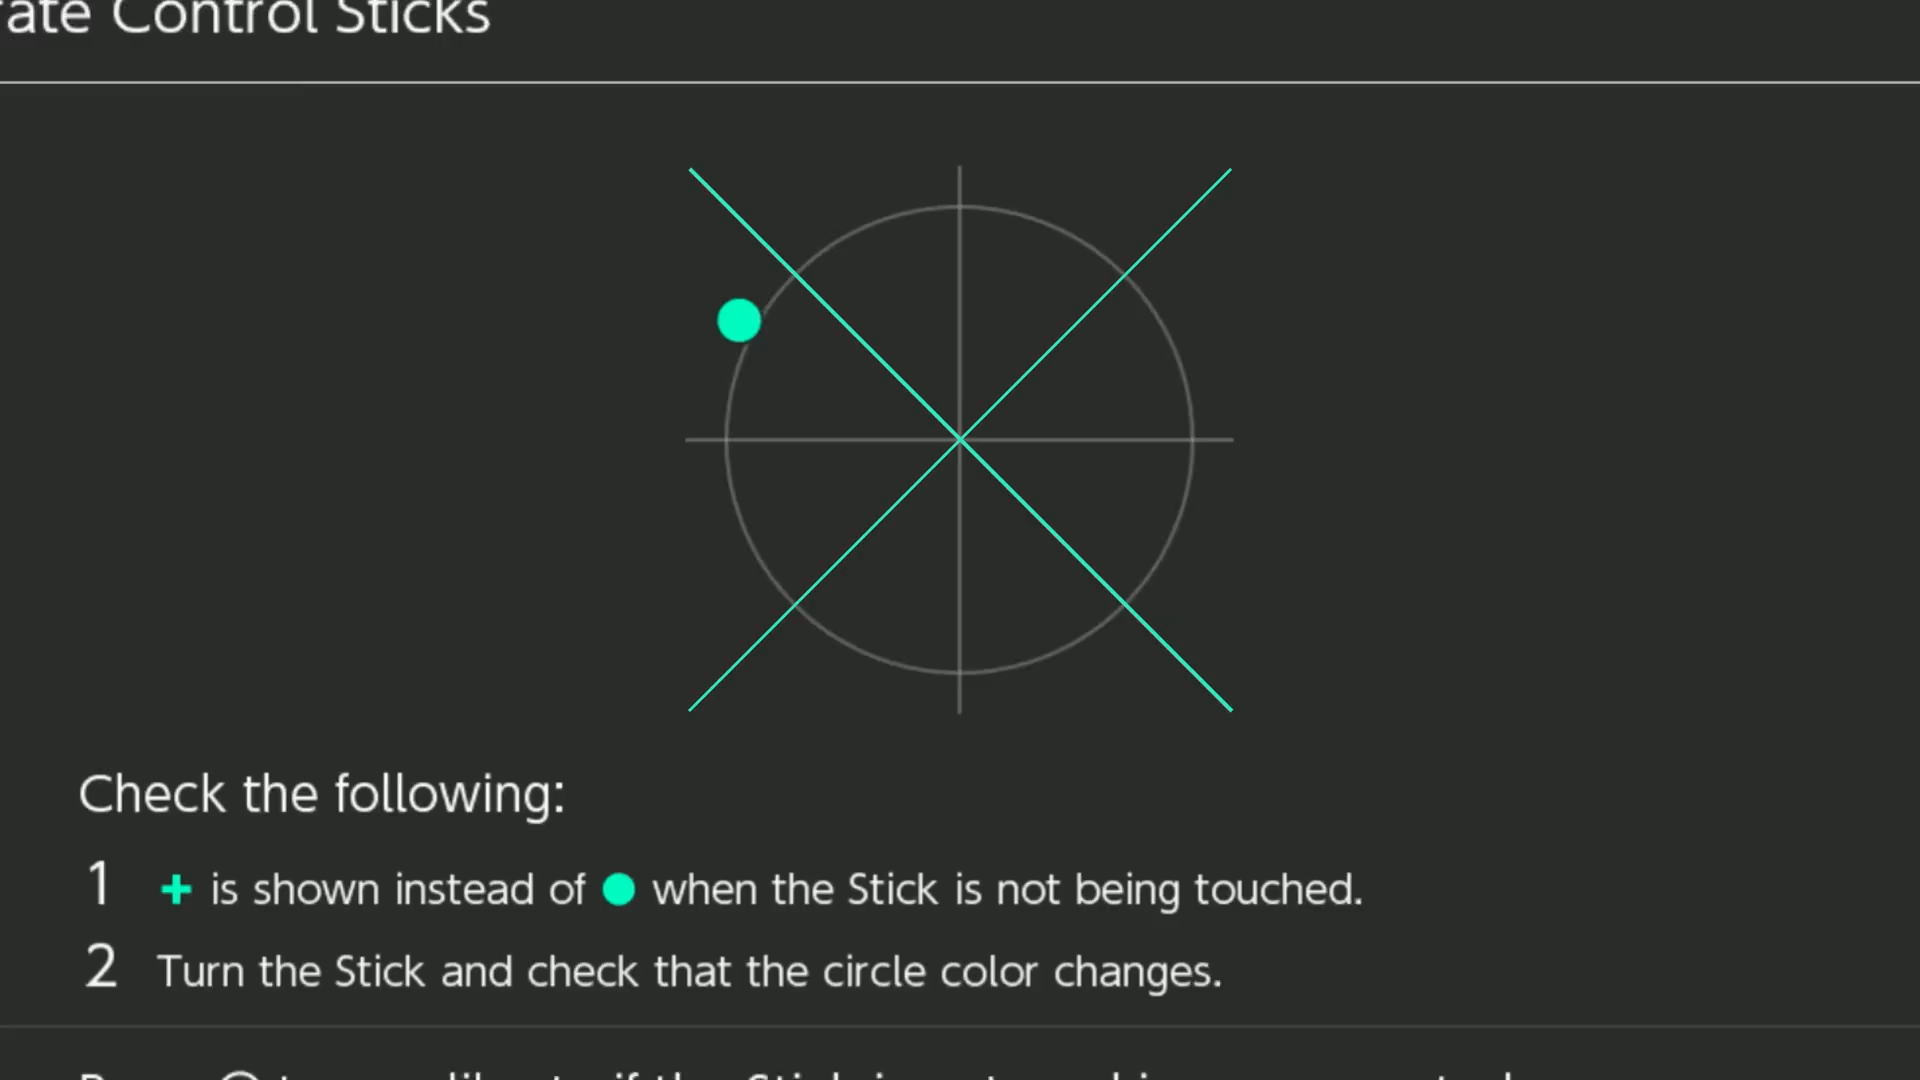 Control Sticks
Check the following:
1 + is shown instead of ● when the Stick is not being touched.
2 Turn the Stick and check that the circle color changes.